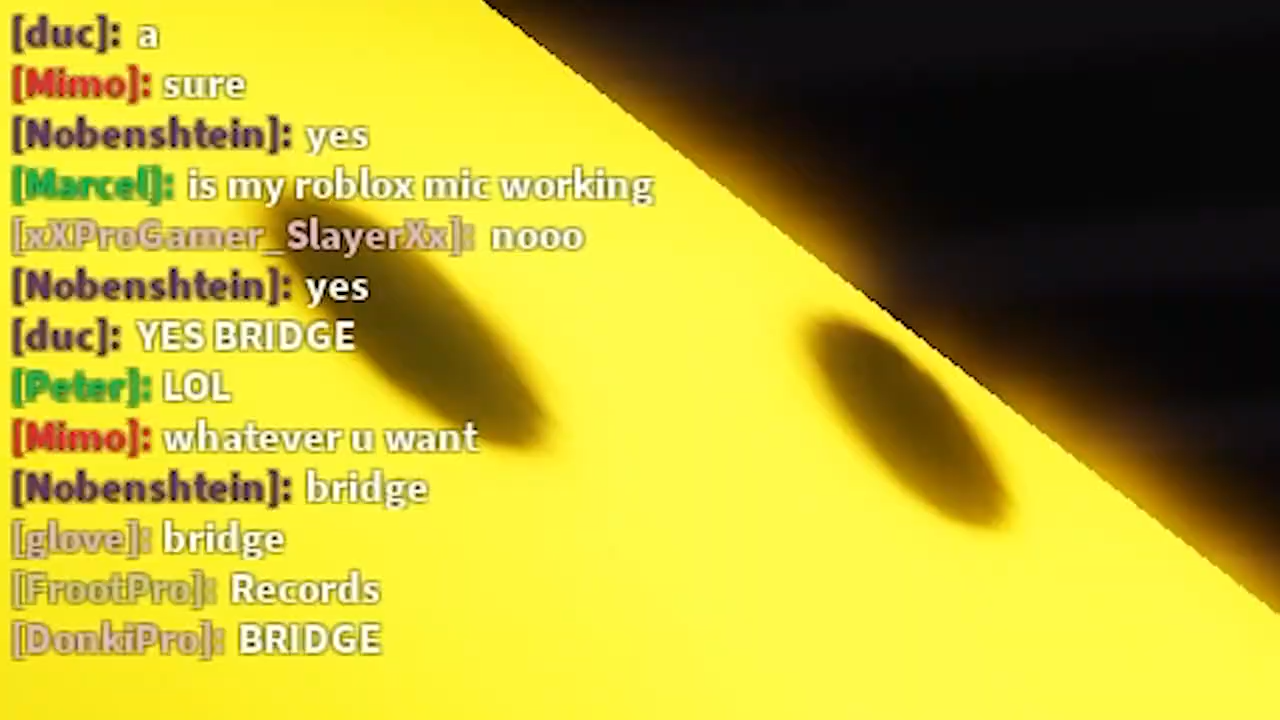 [duc]: a
[Mimo]: sure
[Nobenshtein]: yes
[Marcel]: is my roblox mic working
[xXProGamer_SlayerXx]: nooo
[Nobenshtein]: yes
[duc]: YES BRIDGE
[Peter]: LOL
[Mimo]: whatever u want
[Nobenshtein]: bridge
[glove]: bridge
[FrootPro]: Records
[DonkiPro]: BRIDGE